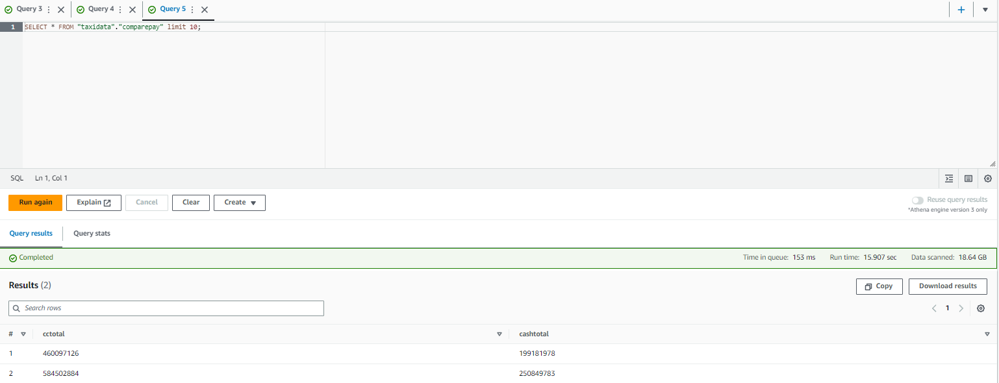 Query 3 Query 4 Query 5
1 SELECT * FROM "taxidata"."comparepay" limit 10;
SQL Ln 1, Col 1
Run again Explain Cancel Clear Create Reuse query results
*Athena engine version 3 only
Query results Query stats
Completed Time in queue: 153 ms Run time: 15.907 sec Data scanned: 18.64 GB
Results (2) Copy Download results
Search rows 1
# cctotal cashtotal
1 460097126 199181978
2 584502884 250849783